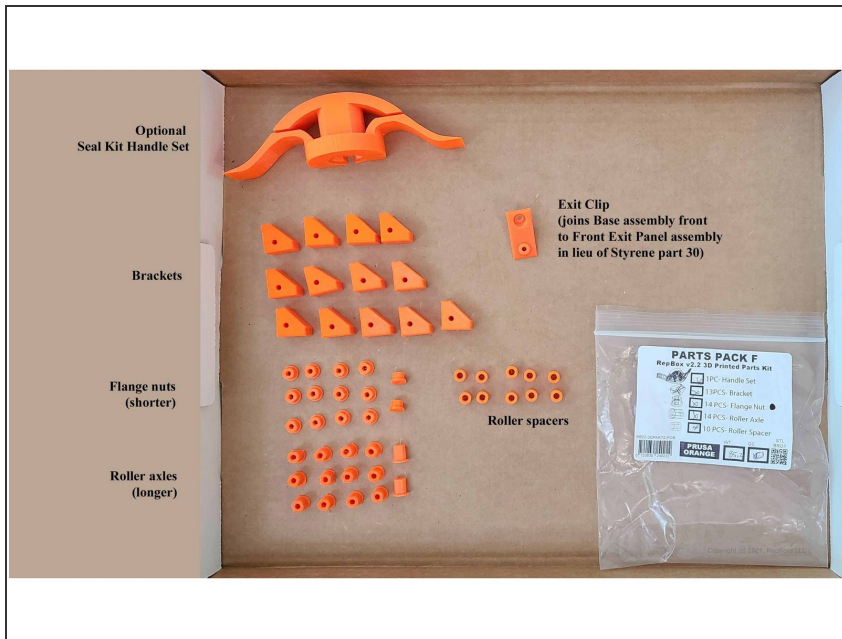 Optional
Seal Kit Handle Set
Exit Clip
(joins Base assembly front
to Front Exit Panel assembly
in lieu of Styrene part 30)
Brackets
Flange nuts
(shorter)
Roller spacers
Roller axles
(longer)
PARTS PACK F
RepBox v2.2 3D Printed Parts Kit
1PC- Handle Set
13PCS- Bracket
14 PCS- Flange Nut
14 PCS- Roller Axle
10 PCS- Roller Spacer
PRUSA
ORANGE